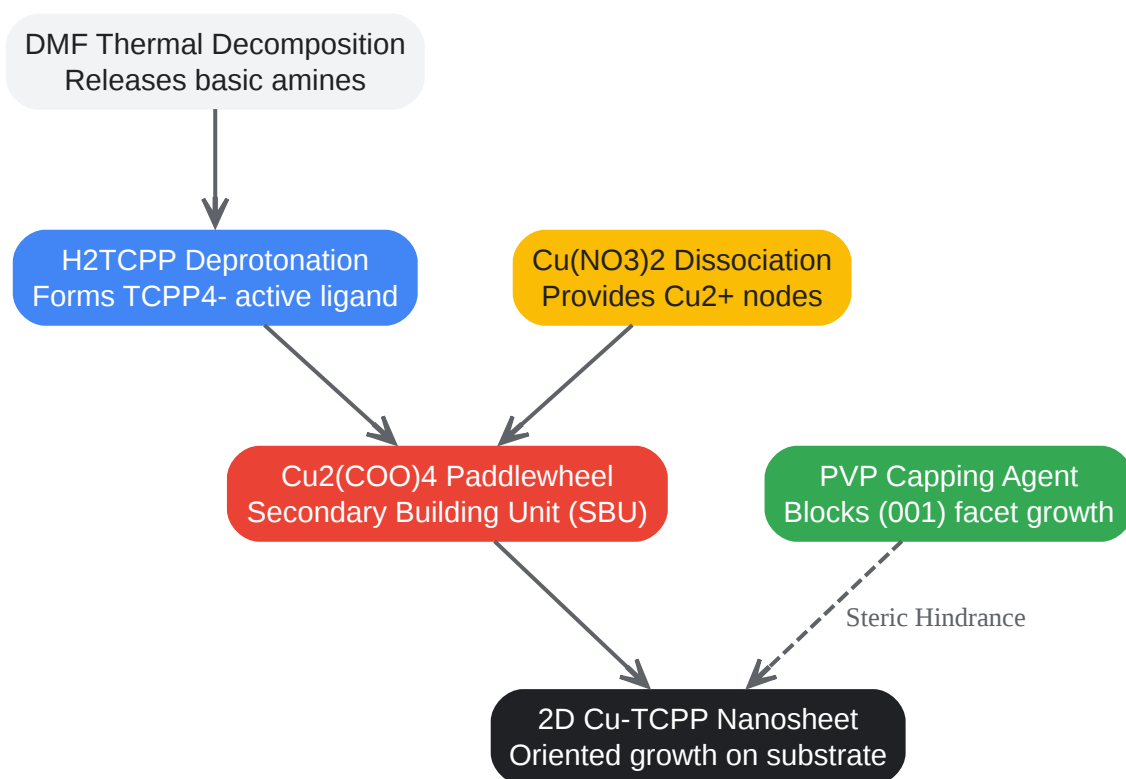 DMF Thermal Decomposition
Releases basic amines
H2TCPP Deprotonation
Forms TCPP4- active ligand
Cu(NO3)2 Dissociation
Provides Cu2+ nodes
Cu2(COO)4 Paddlewheel
Secondary Building Unit (SBU)
PVP Capping Agent
Blocks (001) facet growth
Steric Hindrance
2D Cu-TCPP Nanosheet
Oriented growth on substrate